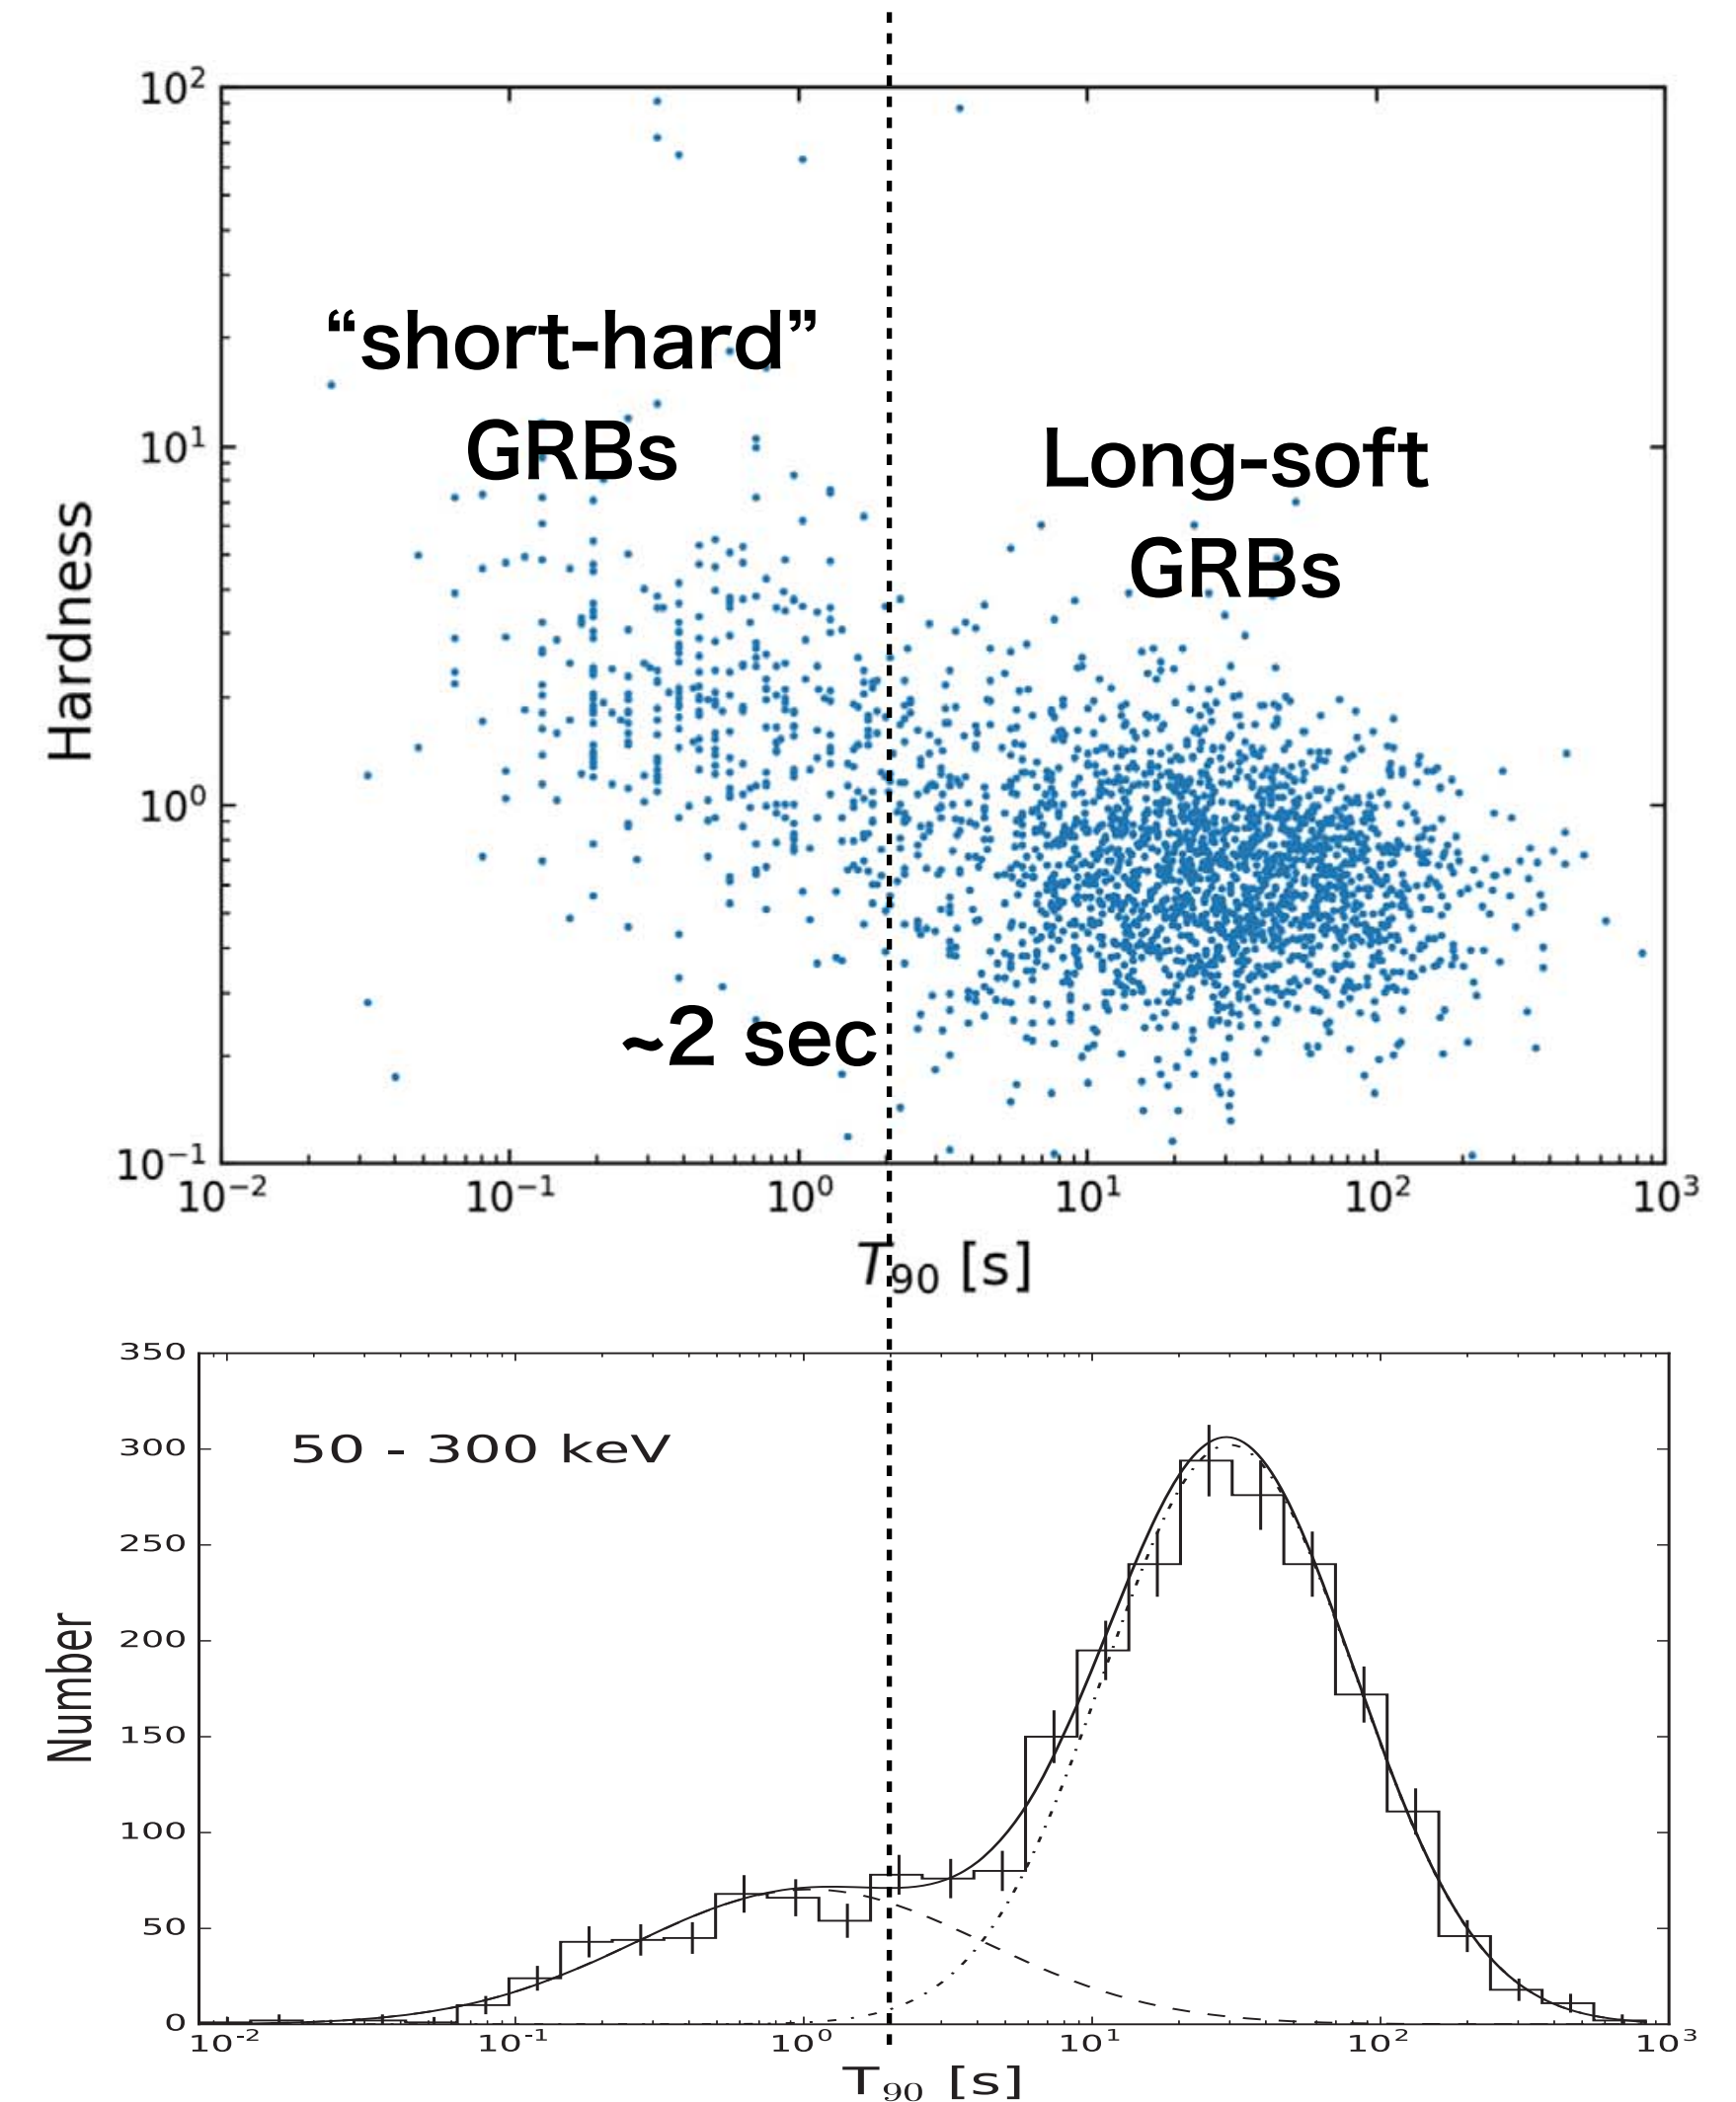 10²
“short-hard”
GRBs
10¹
Long-soft
GRBs
Hardness
10⁰
~2 sec
10⁻¹
10⁻² 10⁻¹ 10⁰ 10¹ 10² 10³
T₉₀ [s]
350
50 - 300 keV
300
250
200
Number
150
100
50
0
10⁻² 10⁻¹ 10⁰ 10¹ 10² 10³
T₉₀ [s]